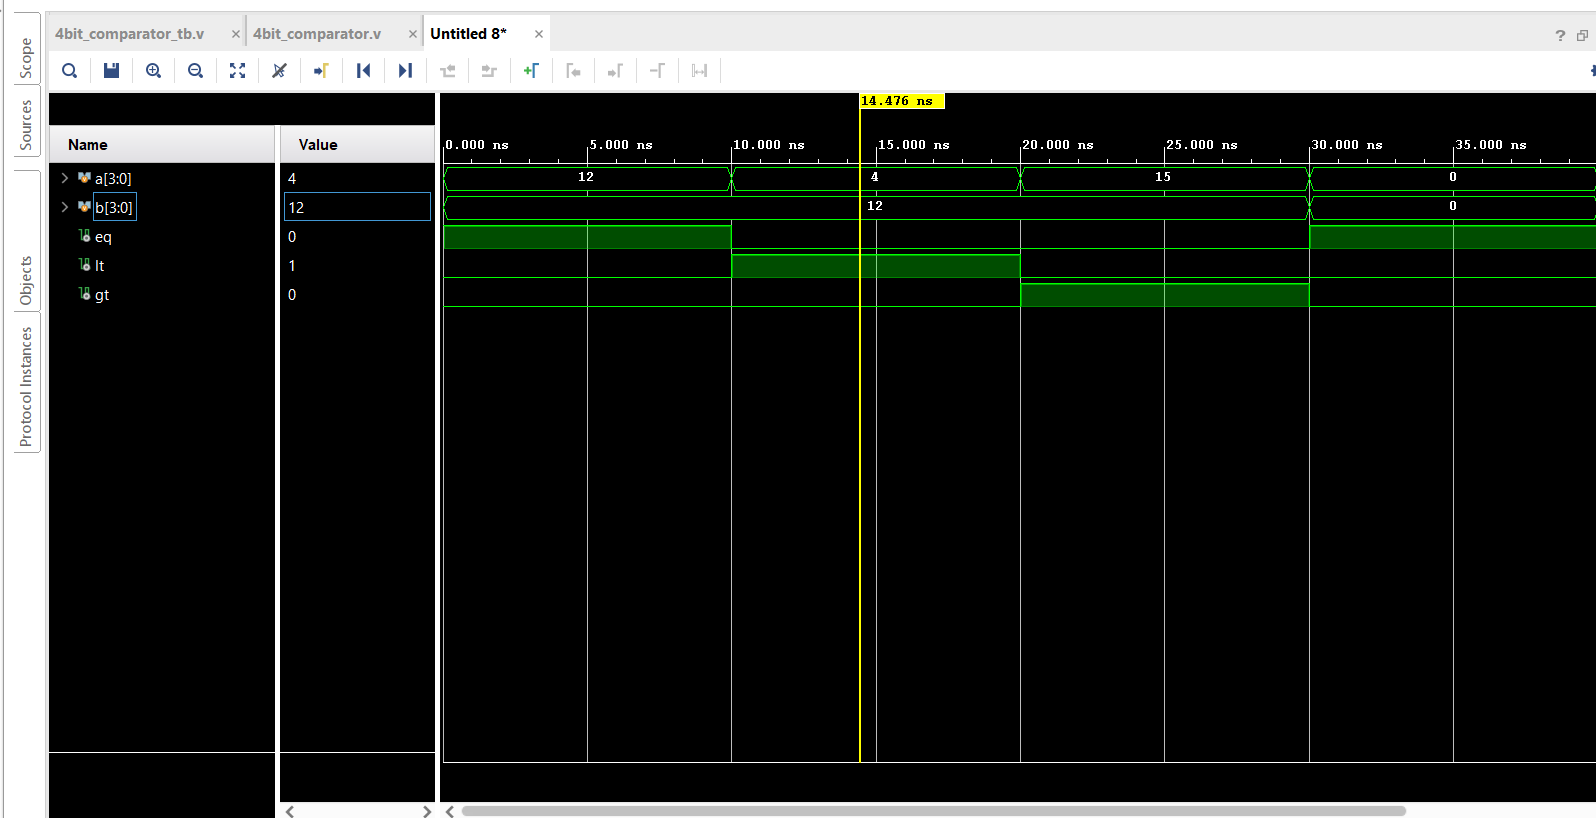 4bit_comparator_tb.v × 4bit_comparator.v × Untitled 8* ×
?
Scope
Sources
Objects
Protocol Instances
14.476 ns
Name Value
0.000 ns 5.000 ns 10.000 ns 15.000 ns 20.000 ns 25.000 ns 30.000 ns 35.000 ns
a[3:0] 4 12 4 15 0
b[3:0] 12 12 0
eq 0
lt 1
gt 0